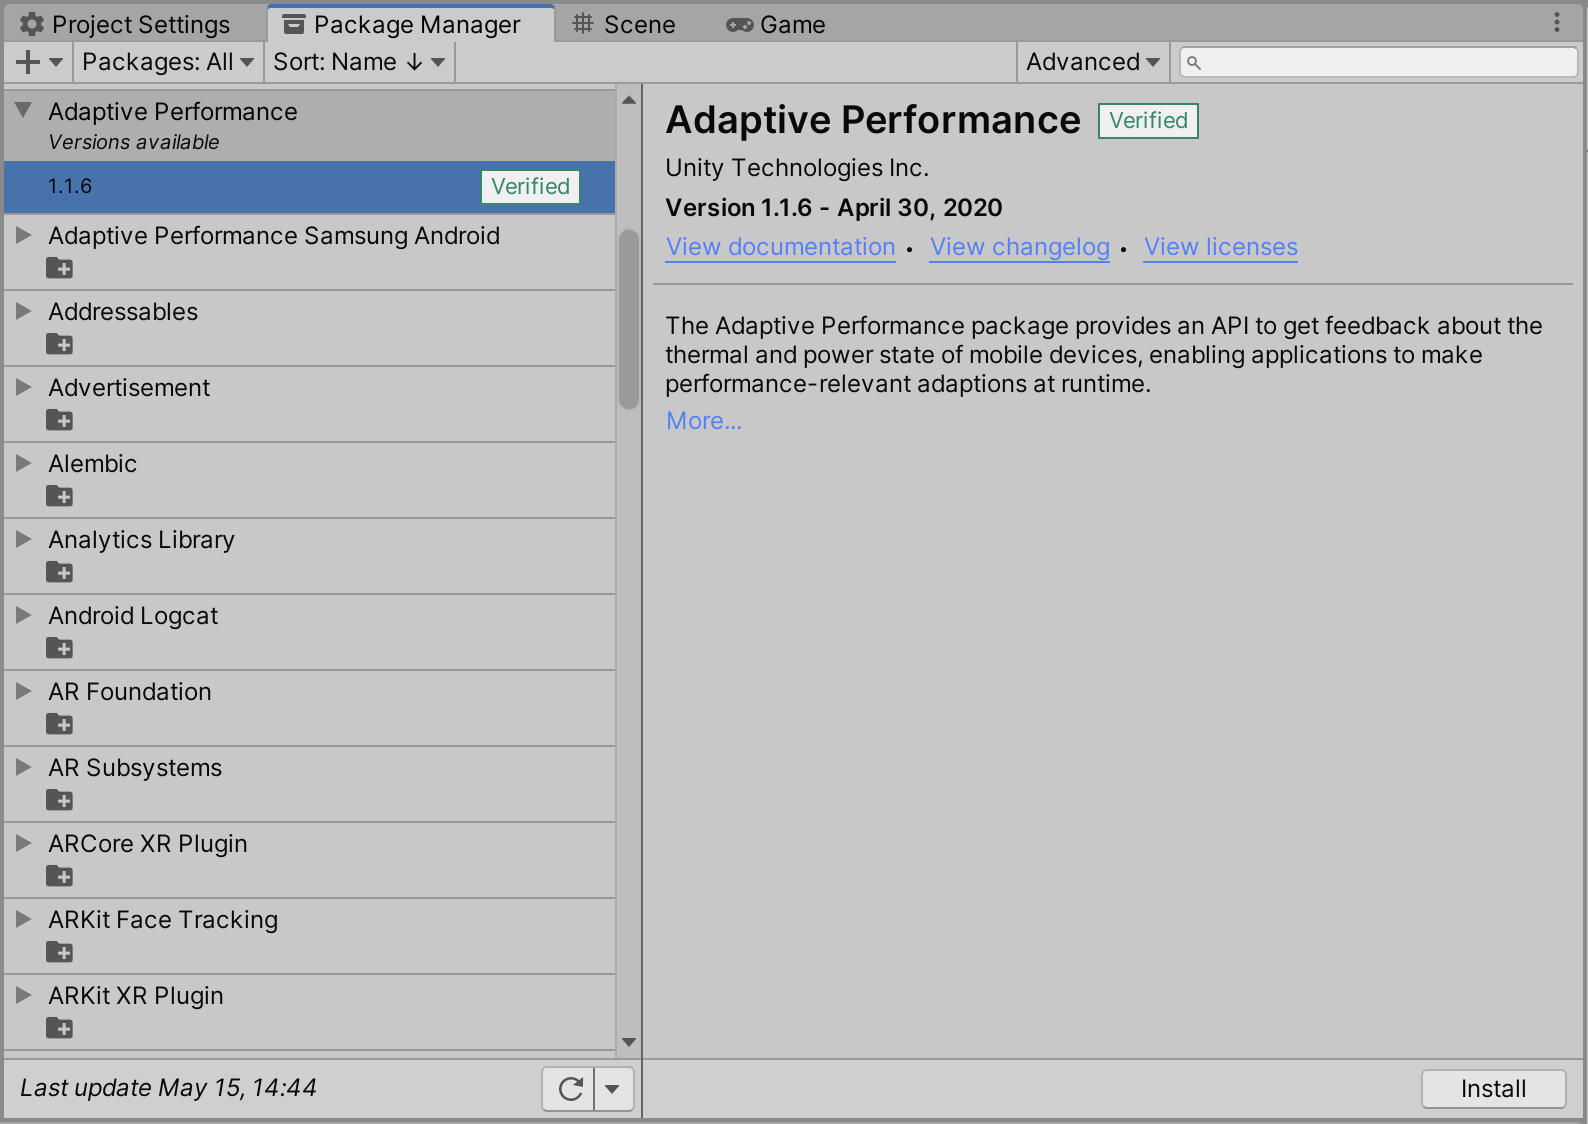 Project Settings
Package Manager
Scene
Game
Packages: All
Sort: Name ↓
Advanced
Adaptive Performance
Versions available
1.1.6
Verified
Adaptive Performance Samsung Android
Addressables
Advertisement
Alembic
Analytics Library
Android Logcat
AR Foundation
AR Subsystems
ARCore XR Plugin
ARKit Face Tracking
ARKit XR Plugin
Last update May 15, 14:44
Adaptive Performance
Verified
Unity Technologies Inc.
Version 1.1.6 - April 30, 2020
View documentation • View changelog • View licenses
The Adaptive Performance package provides an API to get feedback about the
thermal and power state of mobile devices, enabling applications to make
performance-relevant adaptions at runtime.
More...
Install